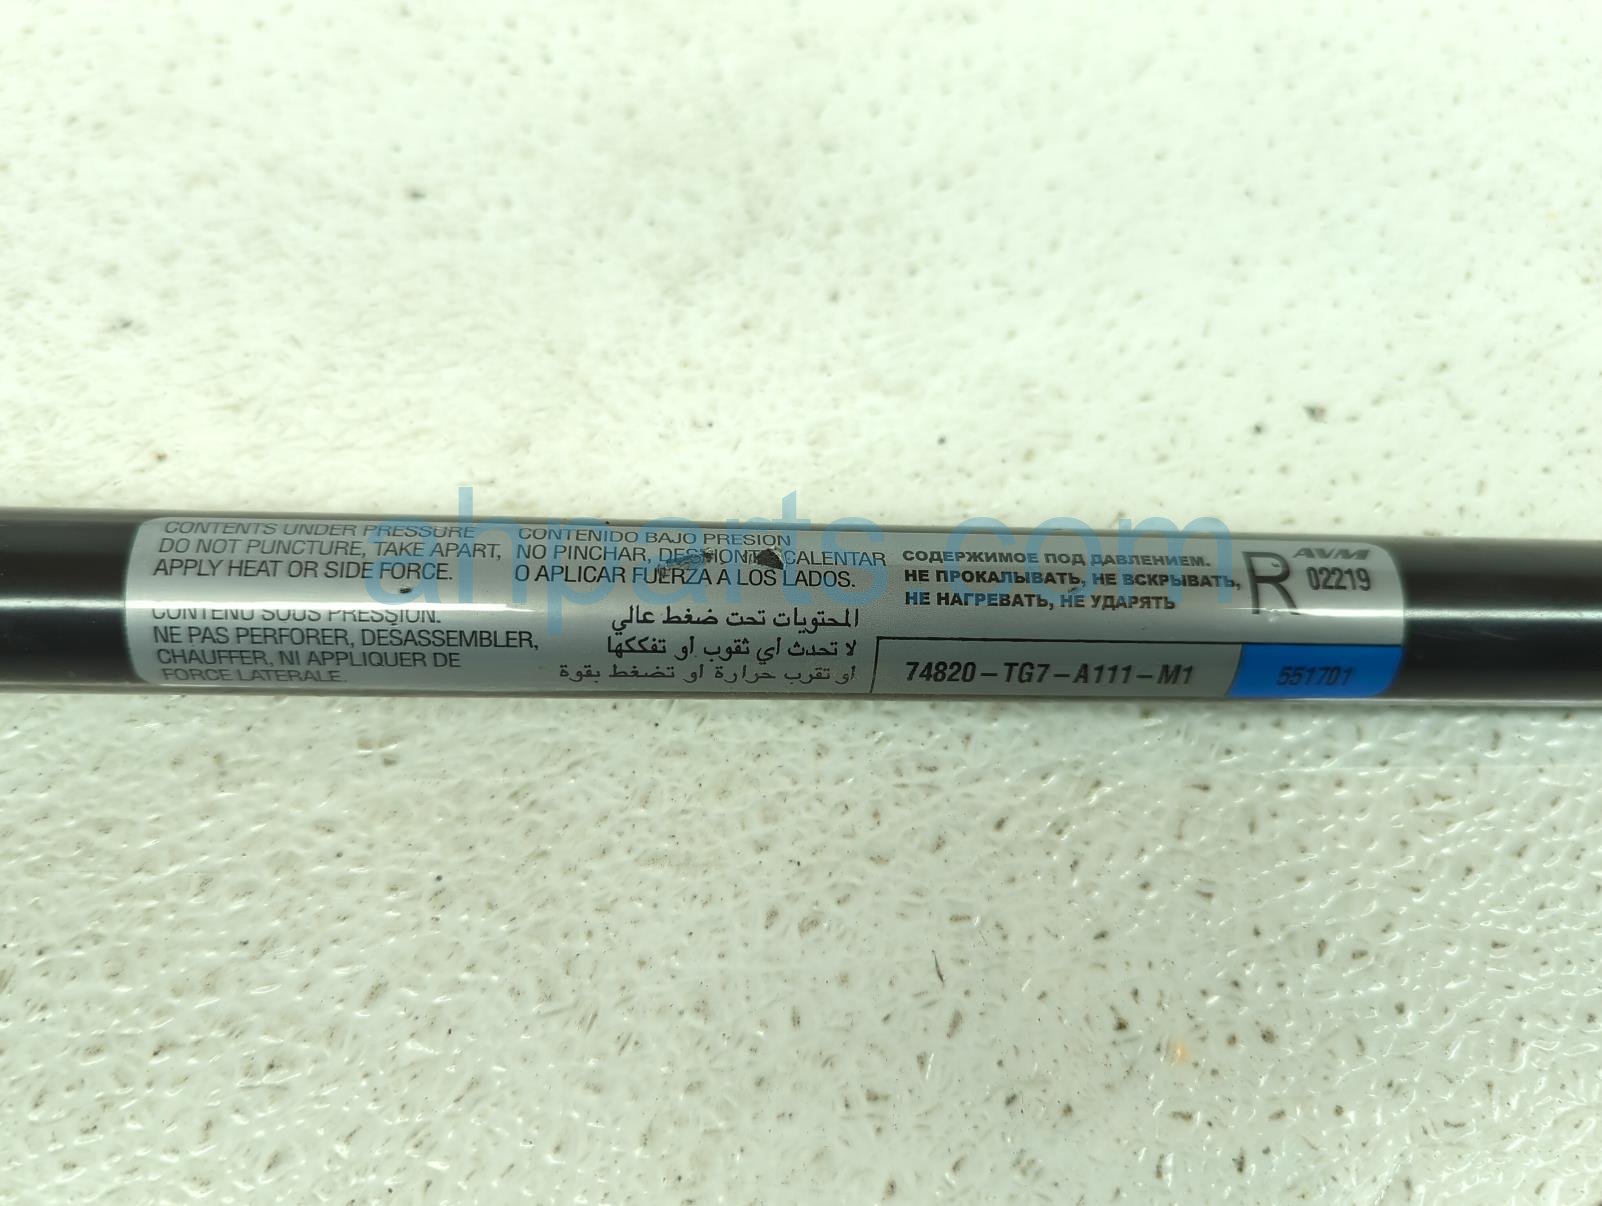 CONTENTS UNDER PRESSURE
DO NOT PUNCTURE, TAKE APART,
APPLY HEAT OR SIDE FORCE.
CONTENIDO BAJO PRESION
NO PINCHAR, DESMONTE CALENTAR
O APLICAR FUERZA A LOS LADOS.
CONTENU SOUS PRESSION.
NE PAS PERFORER, DESASSEMBLER,
CHAUFFER, NI APPLIQUER DE
FORCE LATERALE.
المحتويات تحت ضغط عالي
لا تحدث اي ثقوب او تفككها
او تقرب حرارة او تضغط بقوة
СОДЕРЖИМОЕ ПОД ДАВЛЕНИЕМ.
НЕ ПРОКАЛЫВАТЬ, НЕ ВСКРЫВАТЬ,
НЕ НАГРЕВАТЬ, НЕ УДАРЯТЬ
R
AVM
02219
74820-TG7-A111-M1
551701
ahparts.com